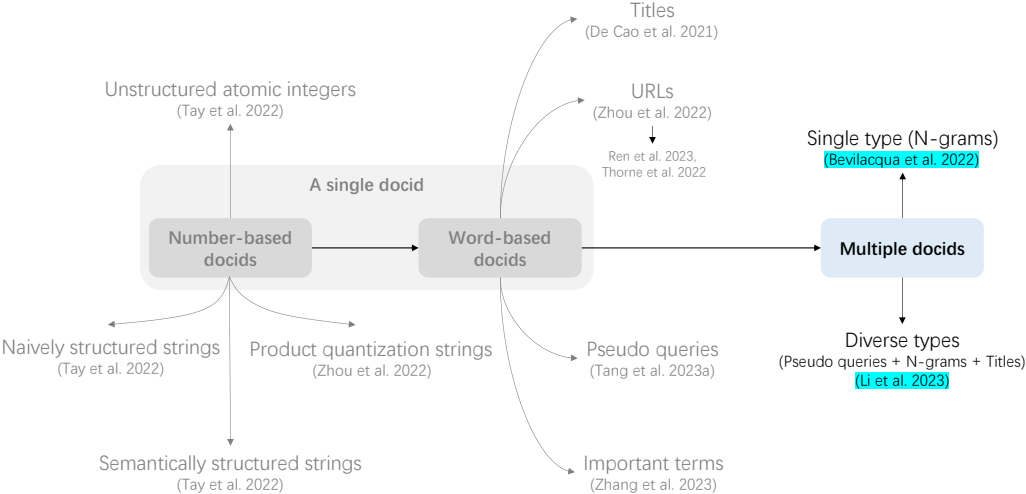 Titles
(De Cao et al. 2021)
Unstructured atomic integers
(Tay et al. 2022)
URLs
(Zhou et al. 2022)
Ren et al. 2023,
Thorne et al. 2022
Single type (N-grams)
(Bevilacqua et al. 2022)
A single docid
Number-based
docids
Word-based
docids
Multiple docids
Naively structured strings
(Tay et al. 2022)
Product quantization strings
(Zhou et al. 2022)
Pseudo queries
(Tang et al. 2023a)
Diverse types
(Pseudo queries + N-grams + Titles)
(Li et al. 2023)
Semantically structured strings
(Tay et al. 2022)
Important terms
(Zhang et al. 2023)